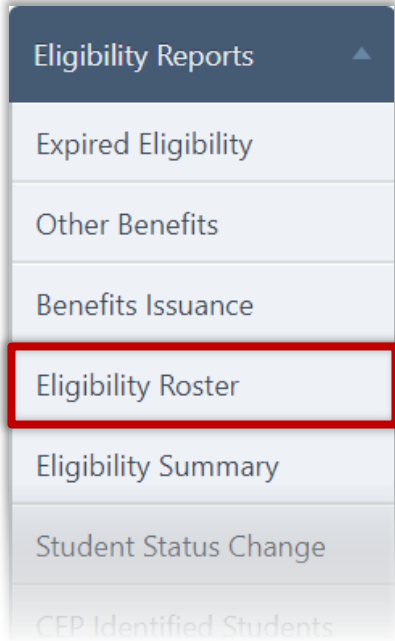 Eligibility Reports
Expired Eligibility
Other Benefits
Benefits Issuance
Eligibility Roster
Eligibility Summary
Student Status Change
CEP Identified Students